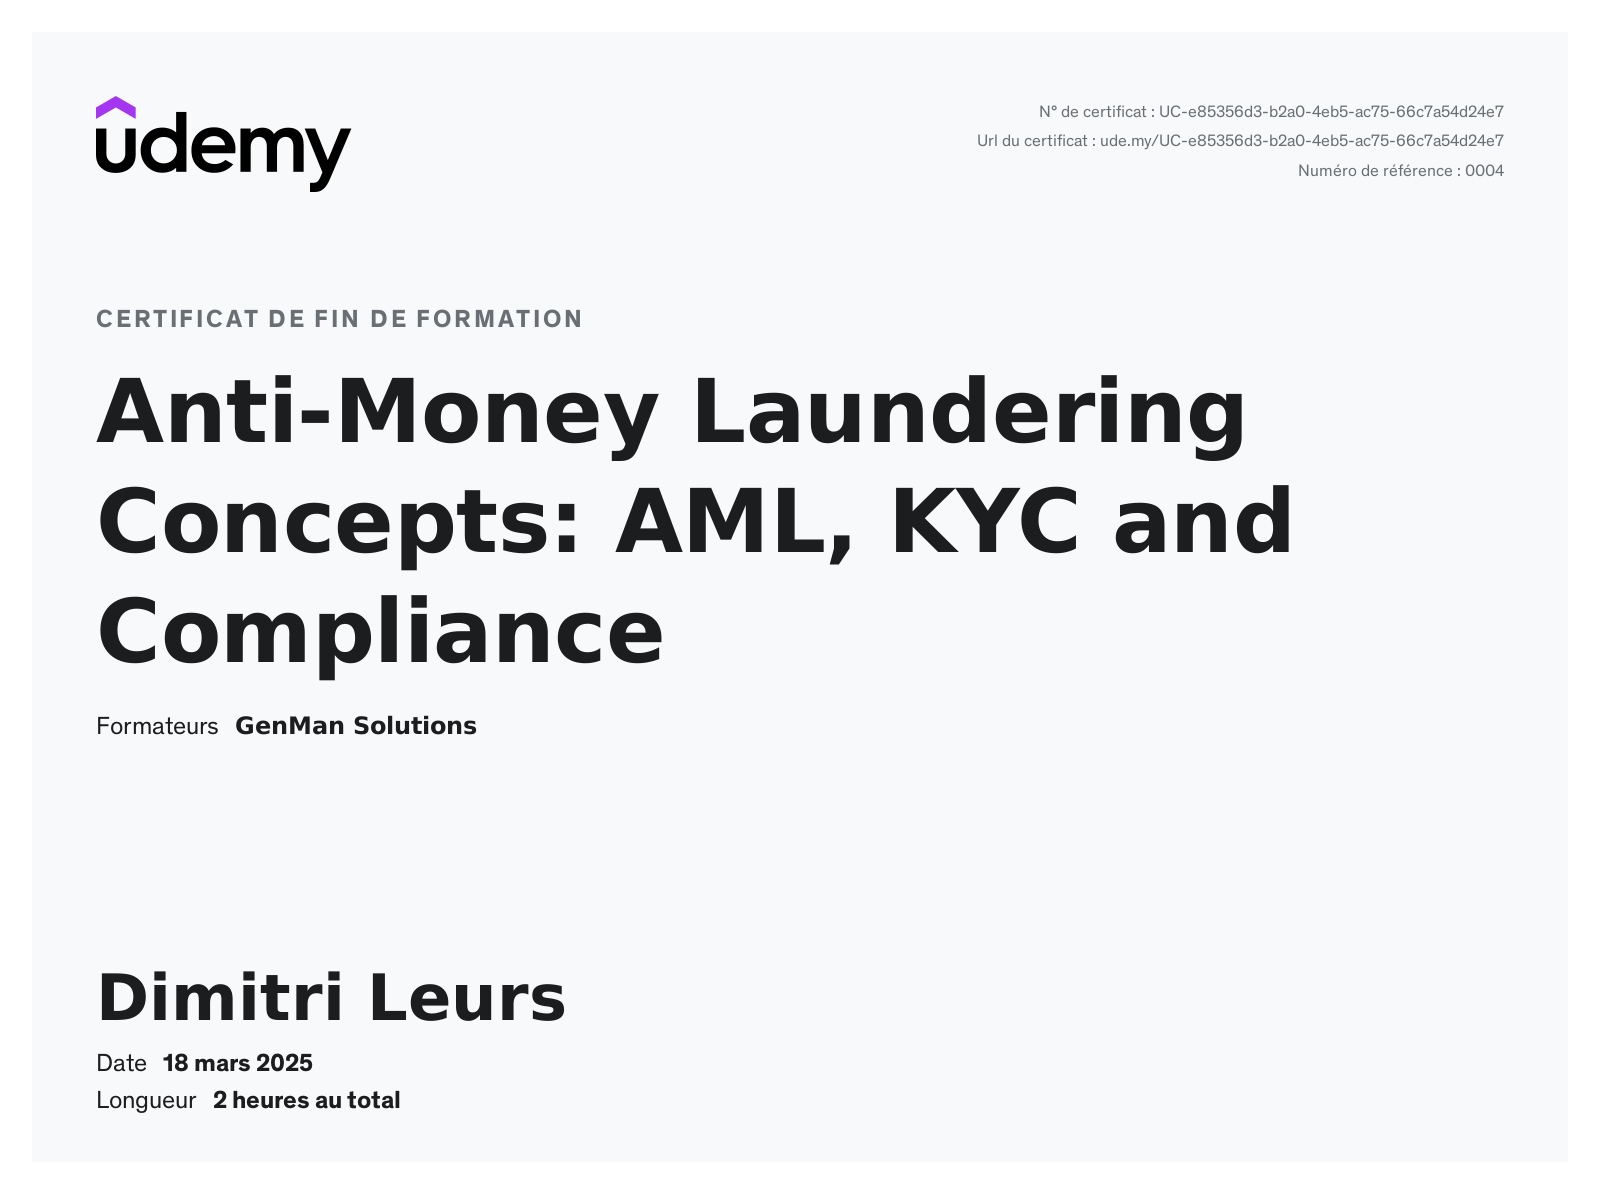 udemy
N° de certificat : UC-e85356d3-b2a0-4eb5-ac75-66c7a54d24e7
Url du certificat : ude.my/UC-e85356d3-b2a0-4eb5-ac75-66c7a54d24e7
Numéro de référence : 0004
CERTIFICAT DE FIN DE FORMATION
Anti-Money Laundering
Concepts: AML, KYC and
Compliance
Formateurs GenMan Solutions
Dimitri Leurs
Date 18 mars 2025
Longueur 2 heures au total